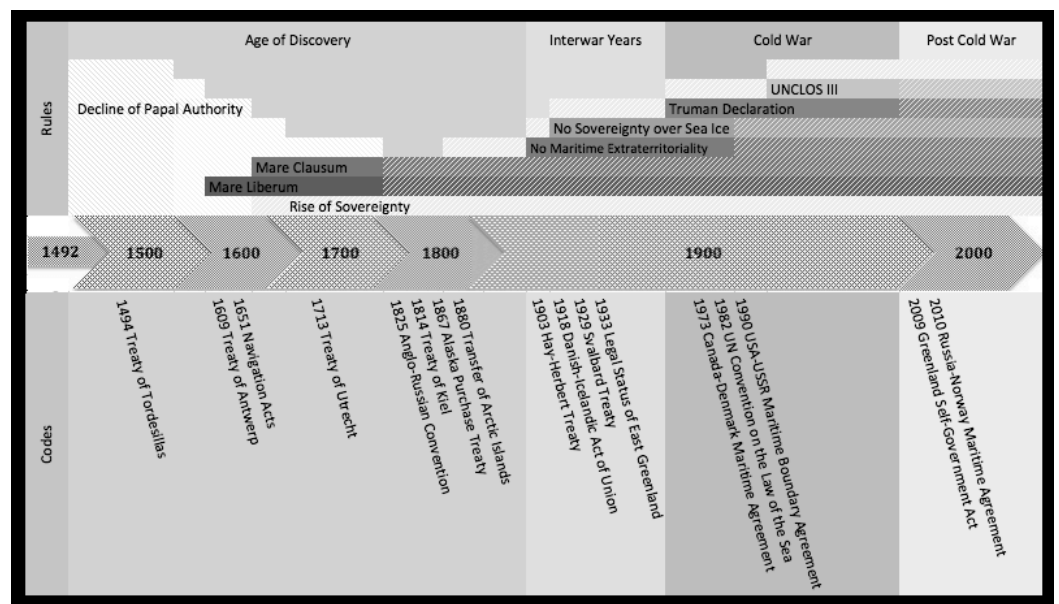 Age of Discovery
Interwar Years
Cold War
Post Cold War
Rules
UNCLOS III
Decline of Papal Authority
Truman Declaration
No Sovereignty over Sea Ice
No Maritime Extraterritoriality
Mare Clausum
Mare Liberum
Rise of Sovereignty
1492
1500
1600
1700
1800
1900
2000
Codes
1494 Treaty of Tordesillas
1609 Treaty of Antwerp
1651 Navigation Acts
1713 Treaty of Utrecht
1825 Anglo-Russian Convention
1814 Treaty of Kiel
1867 Alaska Purchase Treaty
1880 Transfer of Arctic Islands
1903 Hay-Herbert Treaty
1918 Danish-Icelandic Act of Union
1929 Svalbard Treaty
1933 Legal Status of East Greenland
1973 Canada-Denmark Maritime Agreement
1982 UN Convention on the Law of the Sea
1990 USA-USSR Maritime Boundary Agreement
2009 Greenland Self-Government Act
2010 Russia-Norway Maritime Agreement